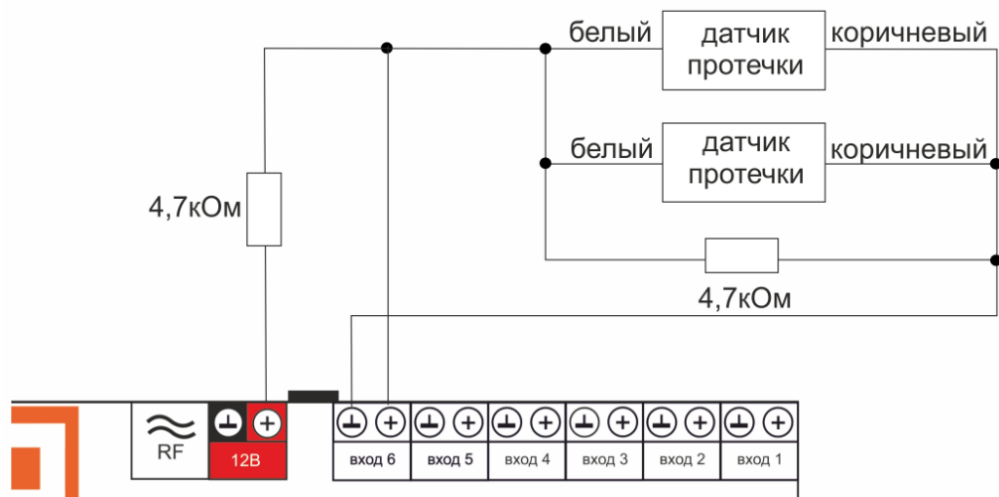 белый
датчик
протечки
коричневый
белый
датчик
протечки
коричневый
4,7кОм
4,7кОм
RF
12В
вход 6
вход 5
вход 4
вход 3
вход 2
вход 1